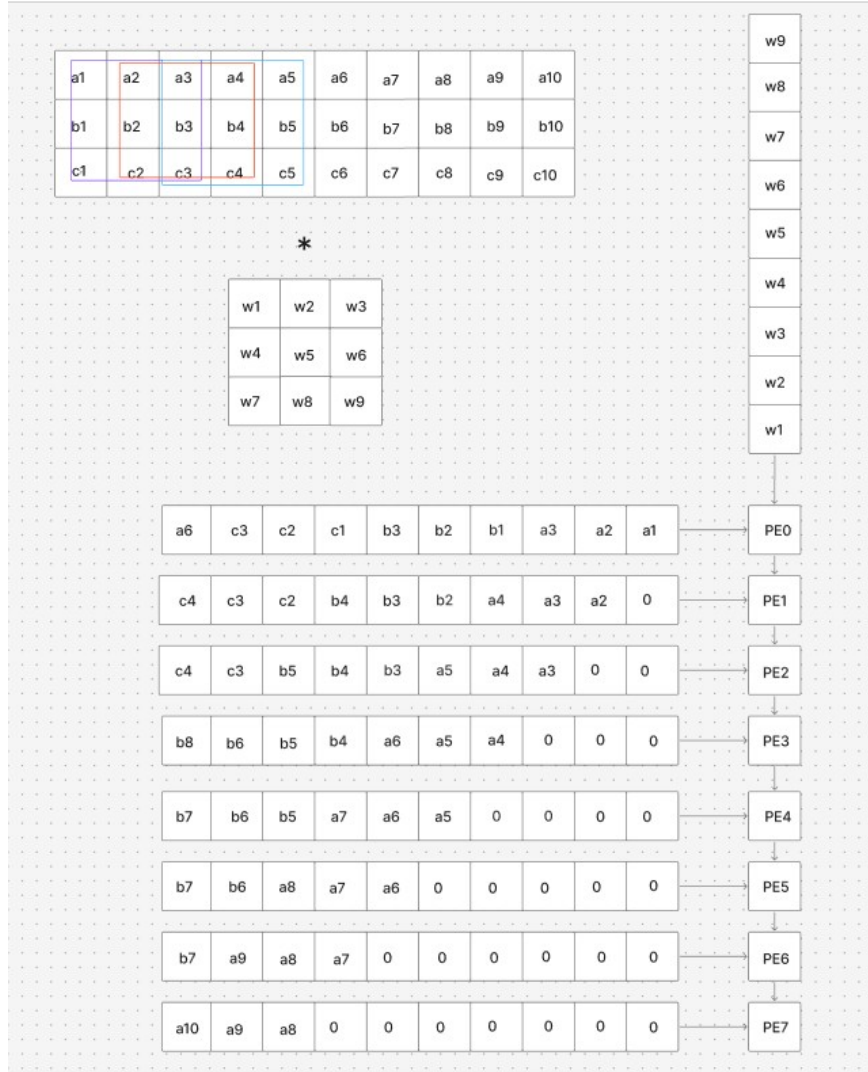 w9
w8
w7
w6
w5
w4
w3
w2
w1
a1 a2 a3 a4 a5 a6 a7 a8 a9 a10
b1 b2 b3 b4 b5 b6 b7 b8 b9 b10
c1 c2 c3 c4 c5 c6 c7 c8 c9 c10
*
w1 w2 w3
w4 w5 w6
w7 w8 w9
a6 c3 c2 c1 b3 b2 b1 a3 a2 a1 PE0
c4 c3 c2 b4 b3 b2 a4 a3 a2 0 PE1
c4 c3 b5 b4 b3 a5 a4 a3 0 0 PE2
b8 b6 b5 b4 a6 a5 a4 0 0 0 PE3
b7 b6 b5 a7 a6 a5 0 0 0 0 PE4
b7 b6 a8 a7 a6 0 0 0 0 0 PE5
b7 a9 a8 a7 0 0 0 0 0 0 PE6
a10 a9 a8 0 0 0 0 0 0 0 PE7